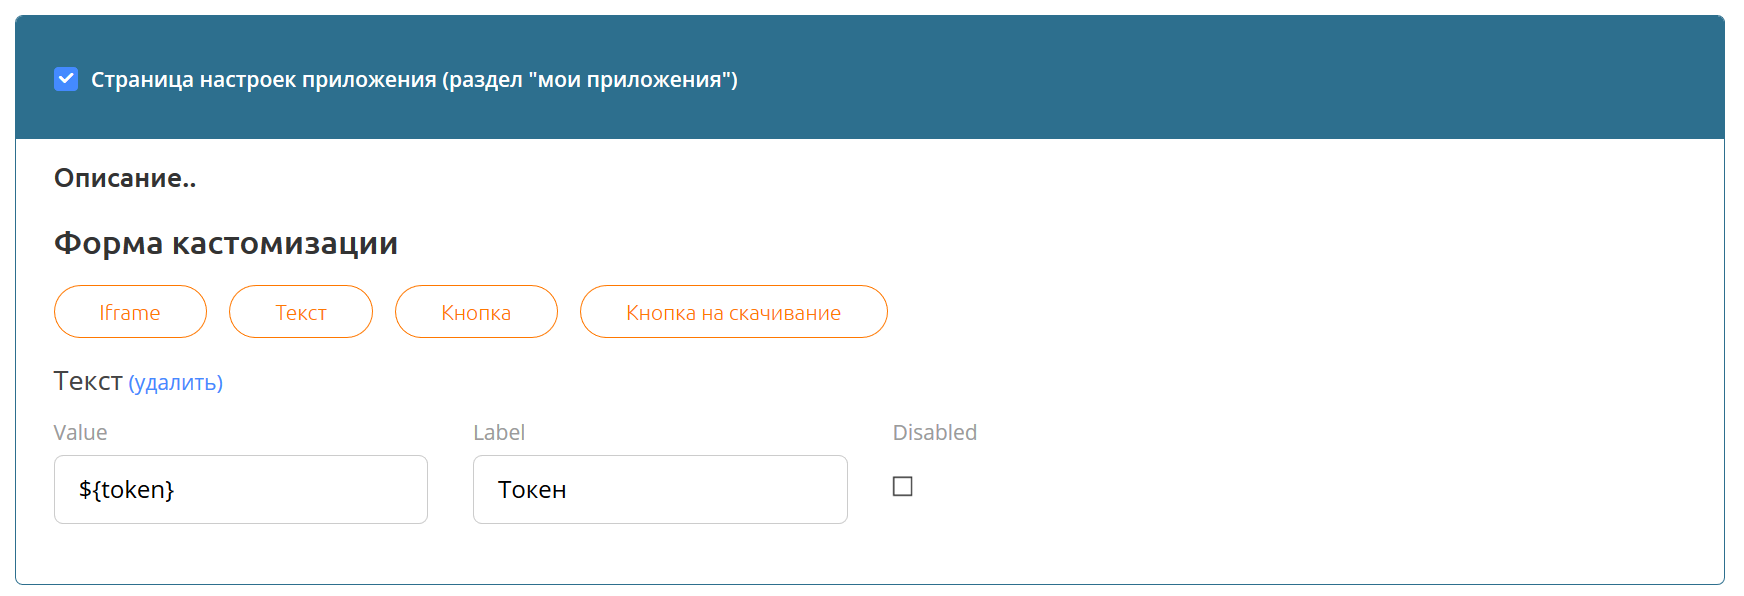 Страница настроек приложения (раздел "мои приложения")
Описание..
Форма кастомизации
Iframe Текст Кнопка Кнопка на скачивание
Текст (удалить)
Value Label Disabled
${token} Токен